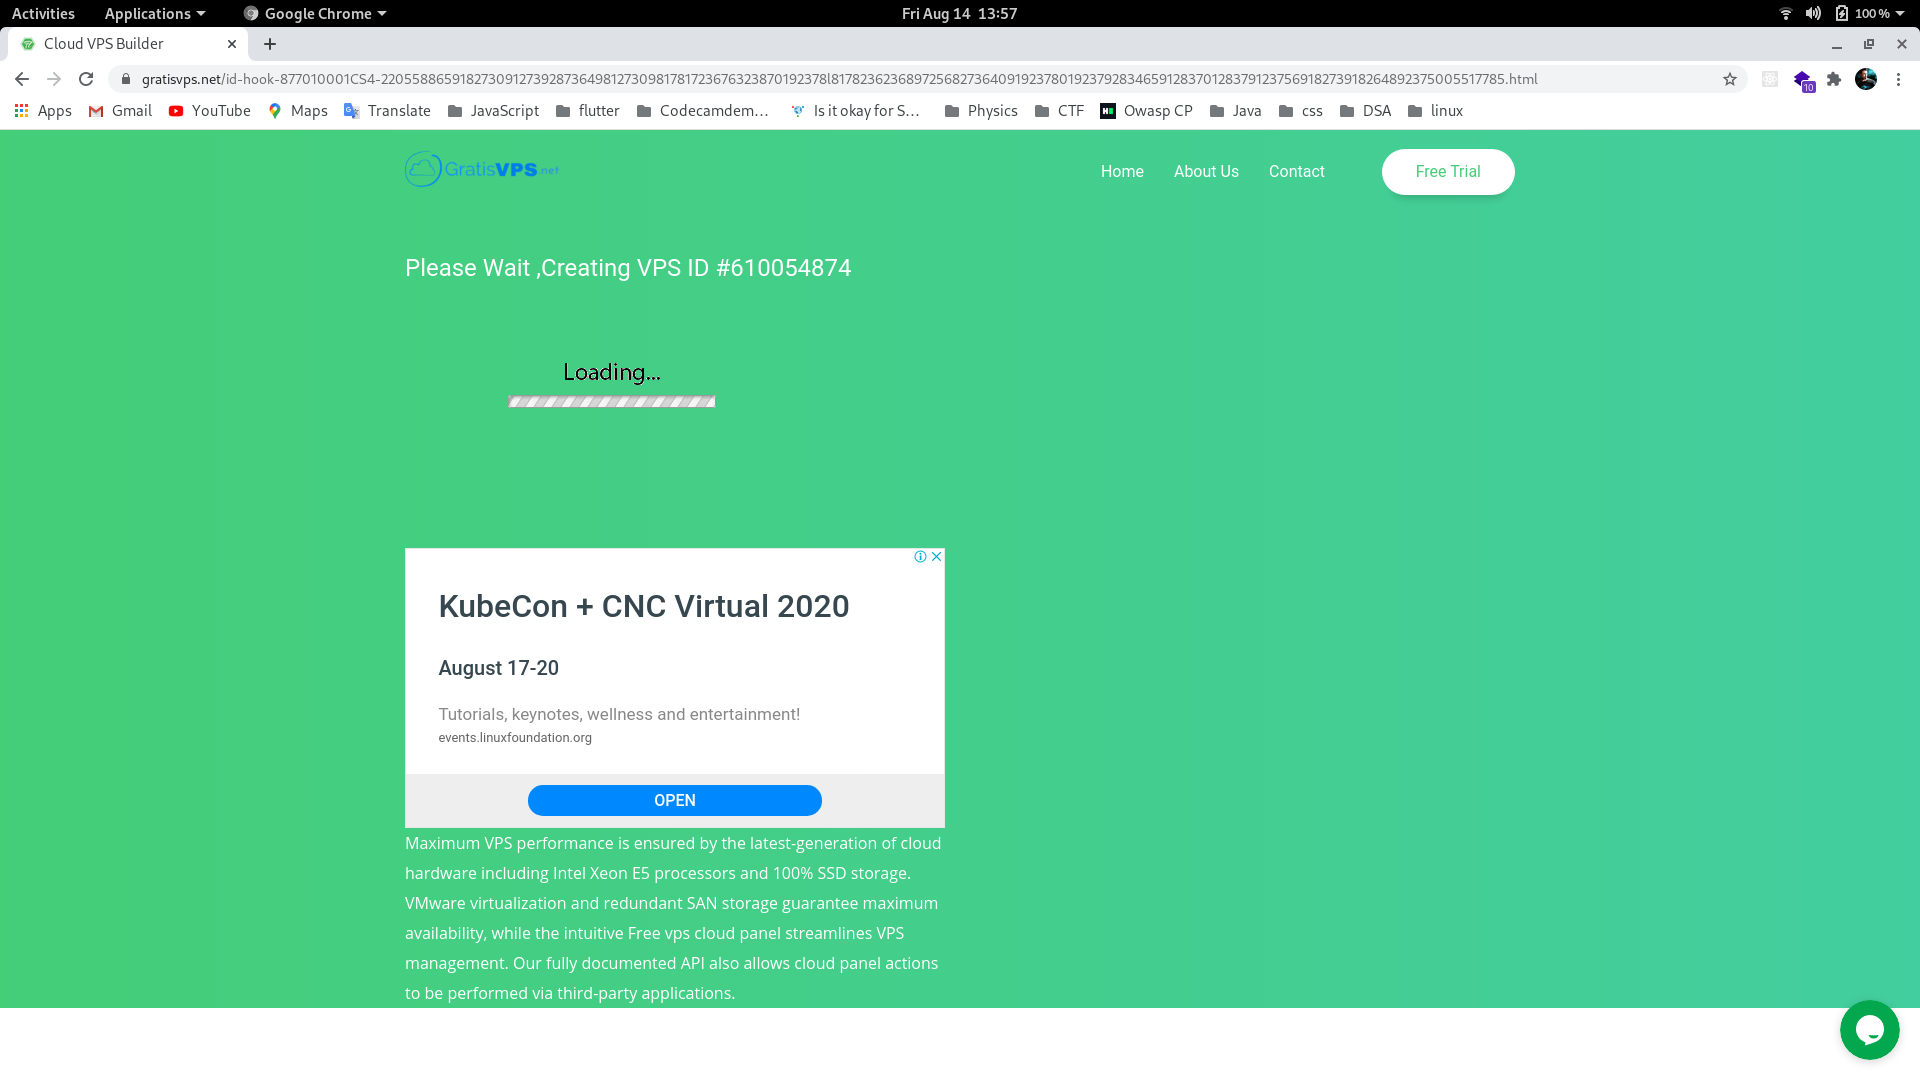 Activities Applications Google Chrome Fri Aug 14 13:57 100 %
Cloud VPS Builder
gratisvps.net/id-hook-877010001CS4-22055886591827309127392873649812730981781723676323870192378l81782362368972568273640919237801923792834659128370128379123756918273918264892375005517785.html
10
Apps Gmail YouTube Maps Translate JavaScript flutter Codecamdem... Is it okay for S... Physics CTF Owasp CP Java css DSA linux
GratisVPS.net Home About Us Contact Free Trial
Please Wait ,Creating VPS ID #610054874
Loading...
KubeCon + CNC Virtual 2020
August 17-20
Tutorials, keynotes, wellness and entertainment!
events.linuxfoundation.org
OPEN
Maximum VPS performance is ensured by the latest-generation of cloud
hardware including Intel Xeon E5 processors and 100% SSD storage.
VMware virtualization and redundant SAN storage guarantee maximum
availability, while the intuitive Free vps cloud panel streamlines VPS
management. Our fully documented API also allows cloud panel actions
to be performed via third-party applications.